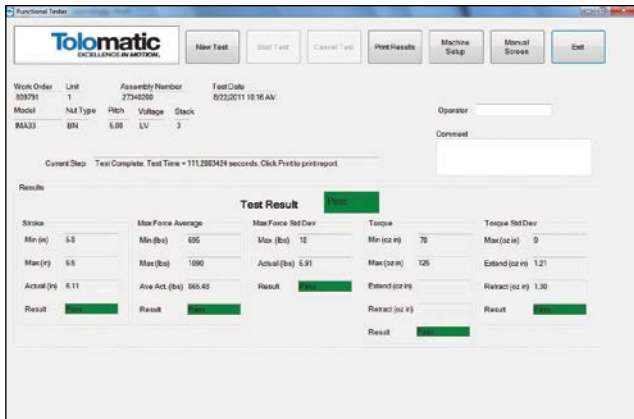 Functional Tester
Tolomatic
EXCELLENCE IN MOTION.
New Test
Start Test
Cancel Test
Print Results
Machine Setup
Manual Screen
Exit
Work Order Unit Assembly Number Test Date
809791 1 27340200 8/22/2011 10:16 AM
Model Nut Type Pitch Voltage Stack
IMA33 BN 5.08 LV 3
Operator
Comment
Current Step Test Complete. Test Time = 111.2083424 seconds. Click Print to print report.
Results
Test Result Pass
Stroke Max Force Average Max Force Std Dev Torque Torque Std Dev
Min (in) Min (lbs) 695 Max (lbs) 18 Min (oz in) 78 Max (oz in) 9
Max (in) Max (lbs) 1090 Actual (lbs) 6.91 Max (oz in) 126 Extend (oz in) 1.21
Actual (in) Ave Act. (lbs) 865.48 Result Pass Extend (oz in) Retract (oz in) 1.30
Result Pass Result Pass Retract (oz in) Result Pass
Result Pass